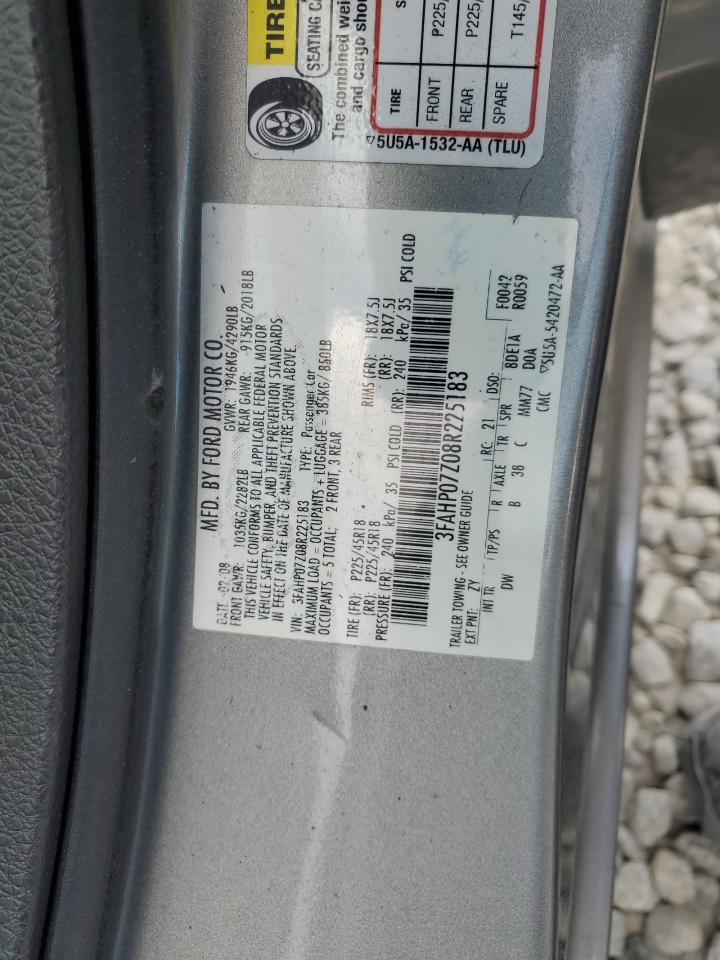 TIRE
SEATING CA
The combined wei
and cargo shou
TIRE S
FRONT P225/
REAR P225/
SPARE T145/
5U5A-1532-AA (TLU)
MFD. BY FORD MOTOR CO.
DATE: 02/08 GVWR: 1946KG/4290LB
FRONT GAWR: 1035KG/2282LB REAR GAWR: 915KG/2018LB
THIS VEHICLE CONFORMS TO ALL APPLICABLE FEDERAL MOTOR
VEHICLE SAFETY, BUMPER, AND THEFT PREVENTION STANDARDS
IN EFFECT ON THE DATE OF MANUFACTURE SHOWN ABOVE.
VIN: 3FAHP07Z08R225183 TYPE: Passenger Car
MAXIMUM LOAD = OCCUPANTS + LUGGAGE = 385KG/850LB
OCCUPANTS = 5 TOTAL: 2 FRONT, 3 REAR
TIRE (FR): P225/45R18 RIMS (FR): 18X7.5J
(RR): P225/45R18 (RR): 18X7.5J
PRESSURE (FR): 240 kPa/ 35 PSI COLD (RR): 240 kPa/ 35 PSI COLD
3FAHP07Z08R225183
TRAILER TOWING - SEE OWNER GUIDE
EXT PNT: ZY RC: 21 DSO: F0042
INT TR TP/PS R AXLE TR SPR 8DE1A R0059
DW B 38 C MM77 D0A
CMC 5U5A-5420472-AA